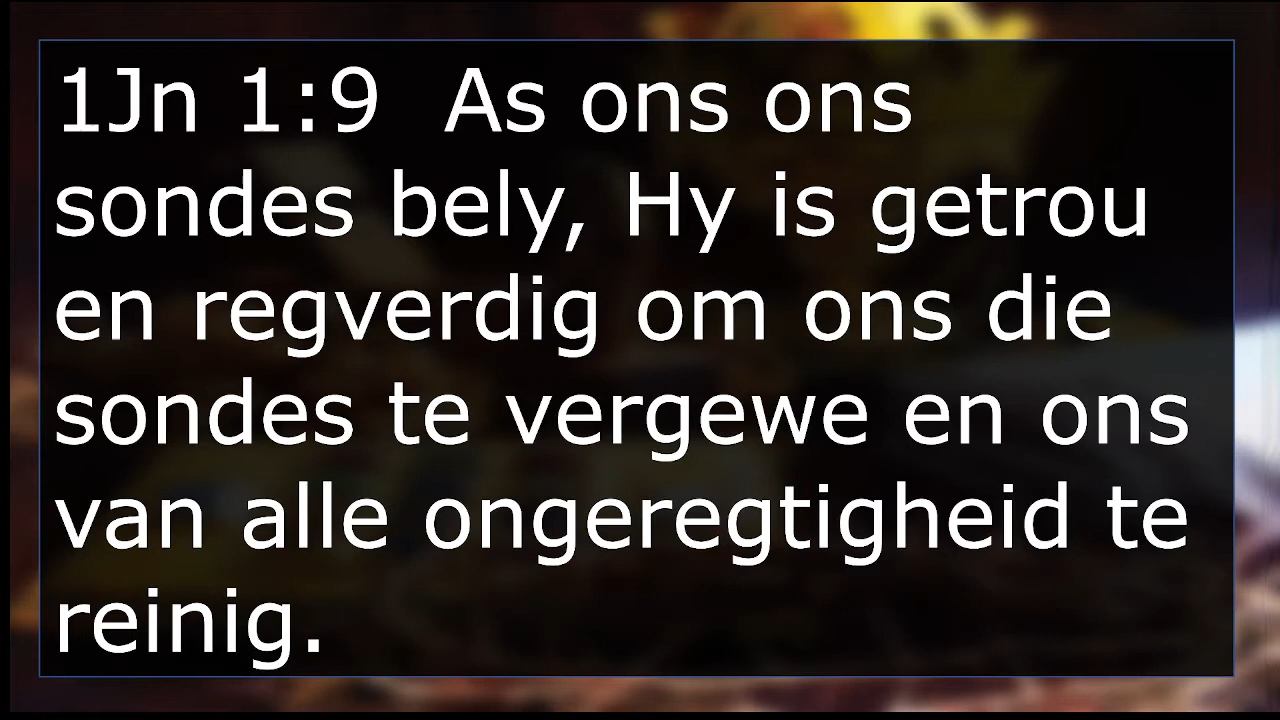 1Jn 1:9  As ons ons
sondes bely, Hy is getrou
en regverdig om ons die
sondes te vergewe en ons
van alle ongeregtigheid te
reinig.